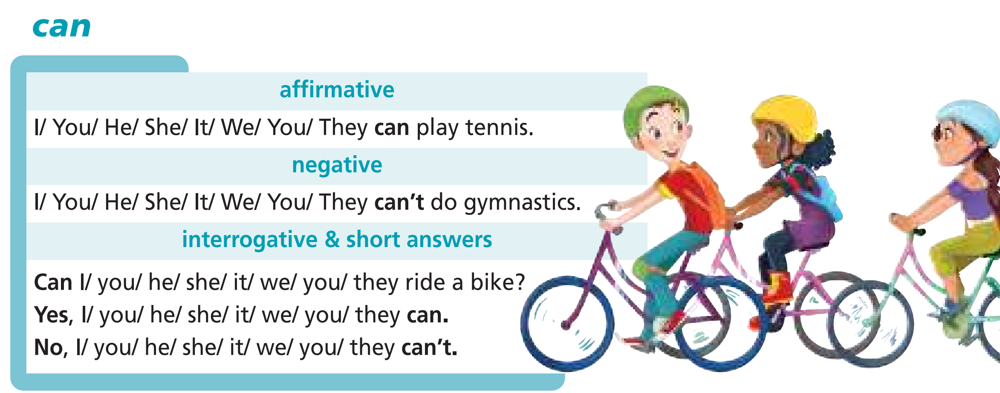 can
affirmative
I/ You/ He/ She/ It/ We/ You/ They can play tennis.
negative
I/ You/ He/ She/ It/ We/ You/ They can’t do gymnastics.
interrogative & short answers
Can I/ you/ he/ she/ it/ we/ you/ they ride a bike?
Yes, I/ you/ he/ she/ it/ we/ you/ they can.
No, I/ you/ he/ she/ it/ we/ you/ they can’t.